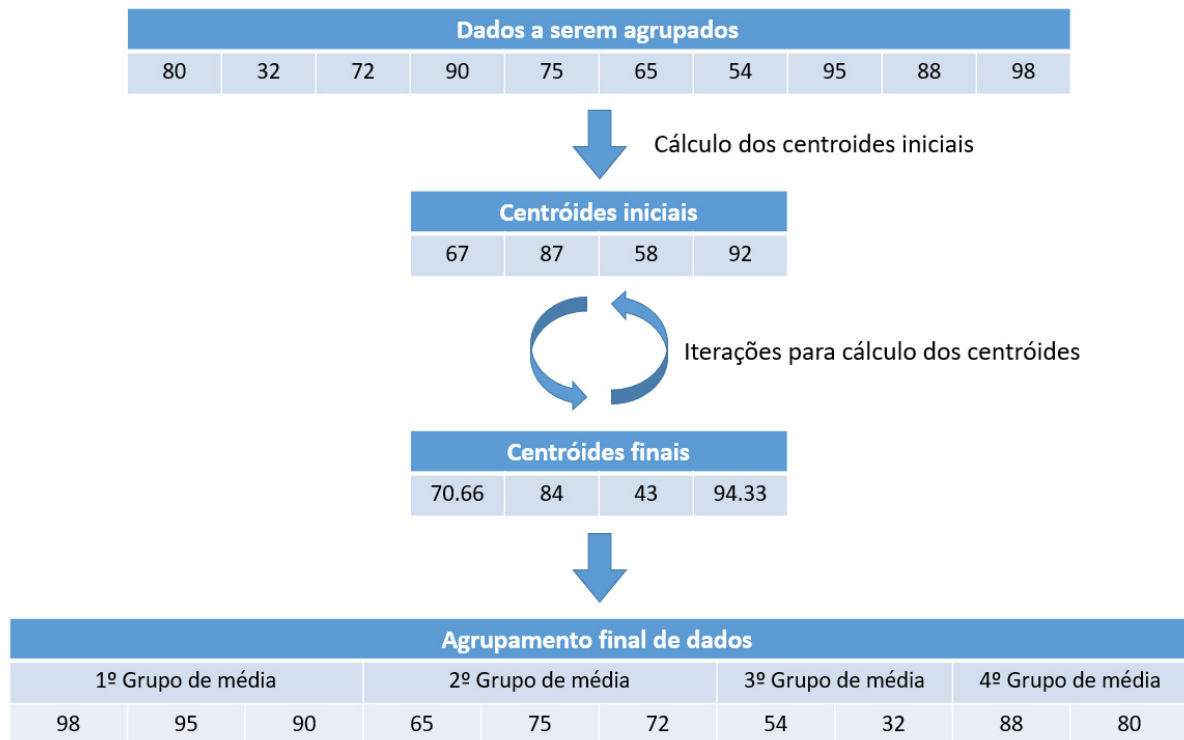 Dados a serem agrupados
80 32 72 90 75 65 54 95 88 98
Cálculo dos centroides iniciais
Centróides iniciais
67 87 58 92
Iterações para cálculo dos centróides
Centróides finais
70.66 84 43 94.33
Agrupamento final de dados
1º Grupo de média 2º Grupo de média 3º Grupo de média 4º Grupo de média
98 95 90 65 75 72 54 32 88 80